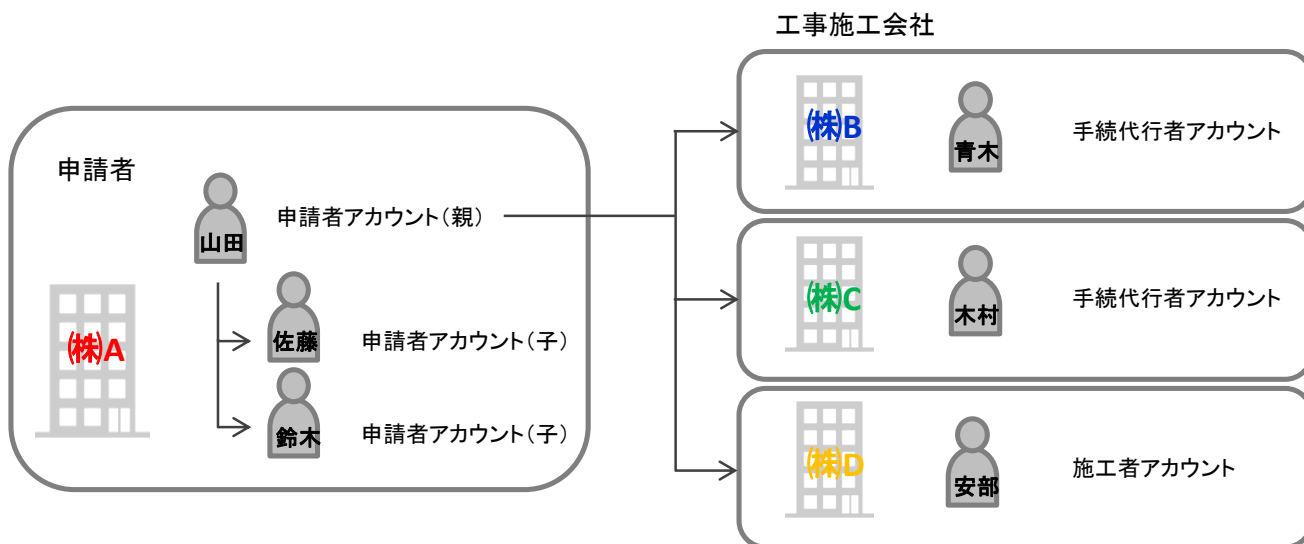 工事施工会社
申請者
山田
申請者アカウント（親）
㈱A
佐藤
申請者アカウント（子）
鈴木
申請者アカウント（子）
㈱B
青木
手続代行者アカウント
㈱C
木村
手続代行者アカウント
㈱D
安部
施工者アカウント